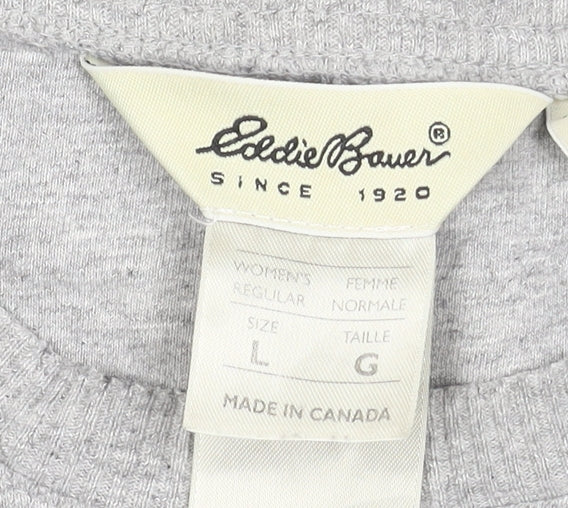 Eddie Bauer®
SINCE 1920
WOMEN'S FEMME
REGULAR NORMALE
SIZE TAILLE
L G
MADE IN CANADA